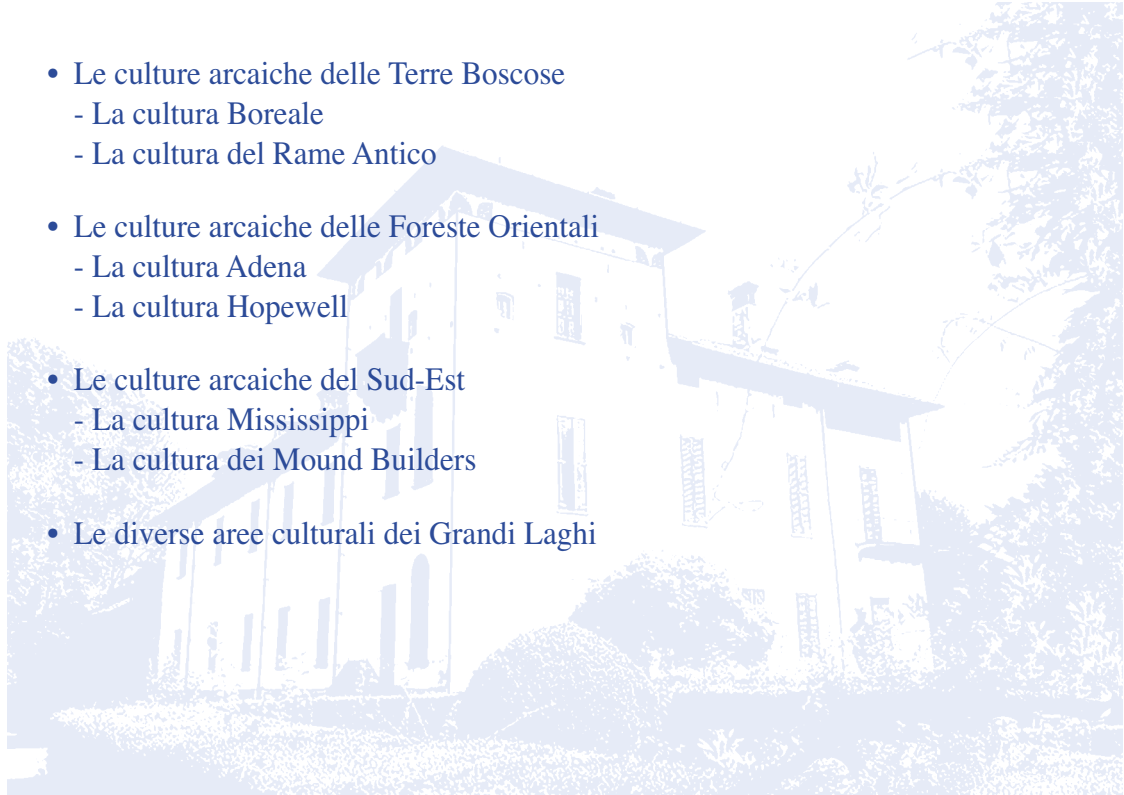 • Le culture arcaiche delle Terre Boscose
- La cultura Boreale
- La cultura del Rame Antico
• Le culture arcaiche delle Foreste Orientali
- La cultura Adena
- La cultura Hopewell
• Le culture arcaiche del Sud-Est
- La cultura Mississippi
- La cultura dei Mound Builders
• Le diverse aree culturali dei Grandi Laghi